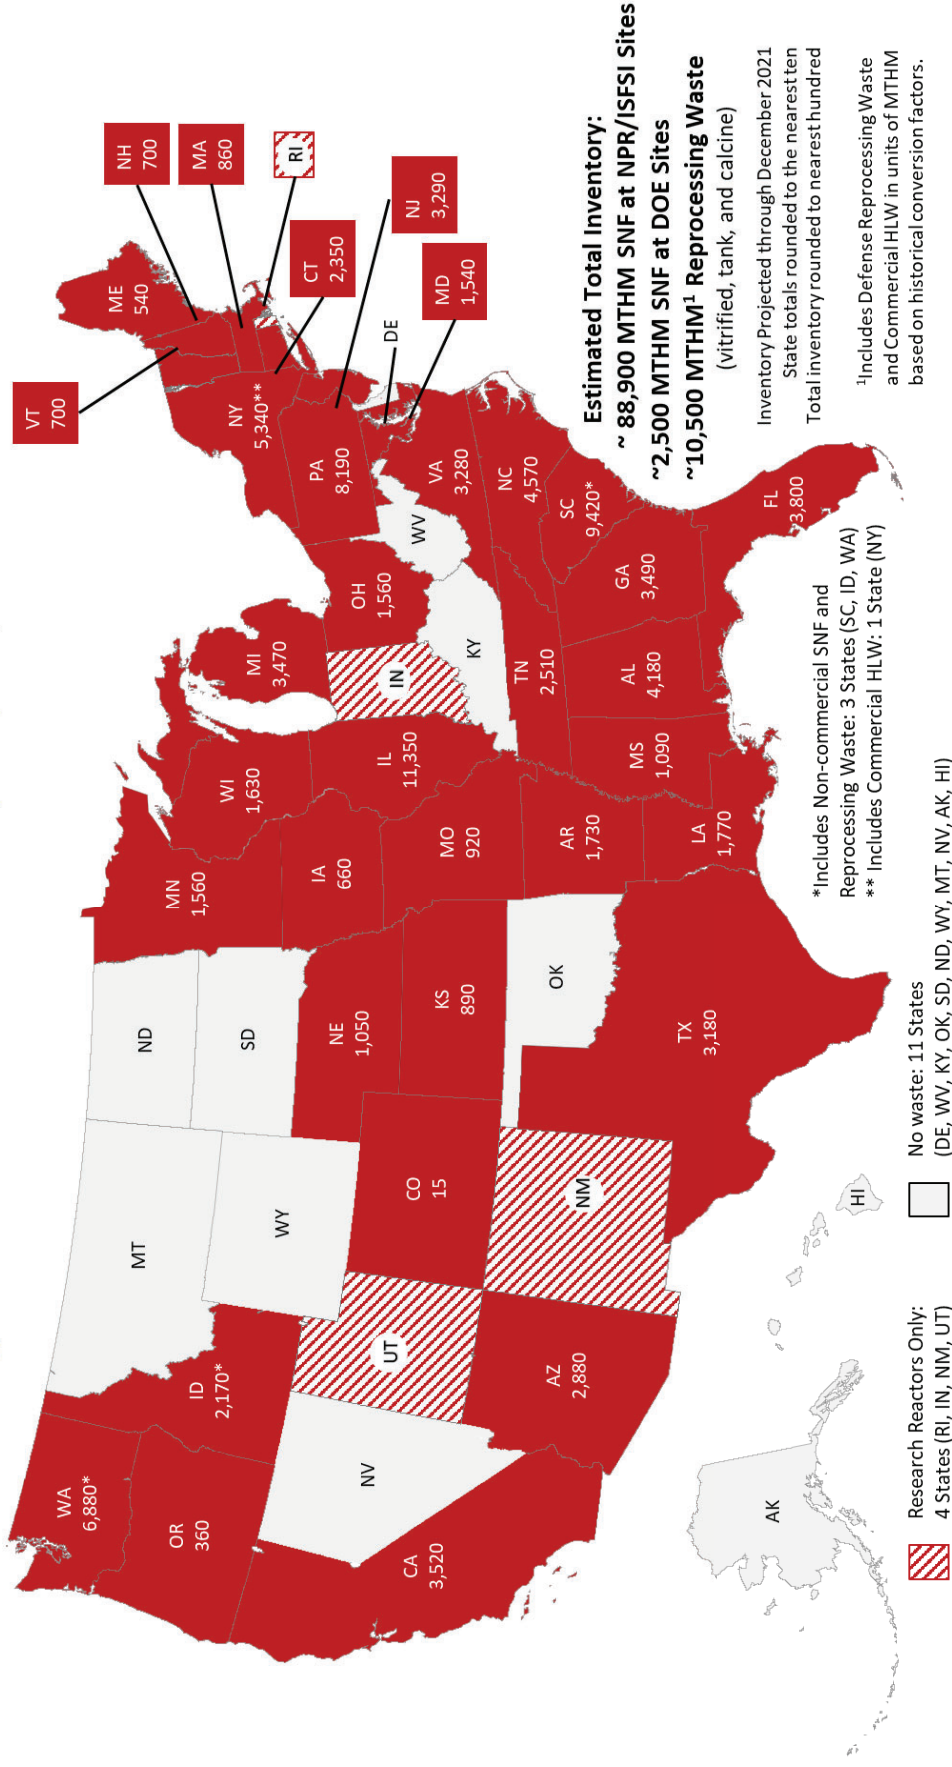 WA
6,880*
OR
360
CA
3,520
ID
2,170*
NV
MT
WY
UT
AZ
2,880
CO
15
NM
ND
SD
NE
1,050
KS
890
OK
TX
3,180
MN
1,560
IA
660
MO
920
AR
1,730
LA
1,770
WI
1,630
IL
11,350
MS
1,090
MI
3,470
IN
KY
TN
2,510
AL
4,180
OH
1,560
WV
GA
3,490
FL
3,800
SC
9,420*
NC
4,570
VA
3,280
PA
8,190
NY
5,340**
VT
700
ME
540
NH
700
MA
860
RI
CT
2,350
NJ
3,290
DE
MD
1,540
AK
HI
Estimated Total Inventory:
~ 88,900 MTHM SNF at NPR/ISFSI Sites
~2,500 MTHM SNF at DOE Sites
~10,500 MTHM¹ Reprocessing Waste
(vitrified, tank, and calcine)
Inventory Projected through December 2021
State totals rounded to the nearest ten
Total inventory rounded to nearest hundred
¹Includes Defense Reprocessing Waste
and Commercial HLW in units of MTHM
based on historical conversion factors.
*Includes Non-commercial SNF and
Reprocessing Waste: 3 States (SC, ID, WA)
** Includes Commercial HLW: 1 State (NY)
Research Reactors Only:
4 States (RI, IN, NM, UT)
No waste: 11 States
(DE, WV, KY, OK, SD, ND, WY, MT, NV, AK, HI)